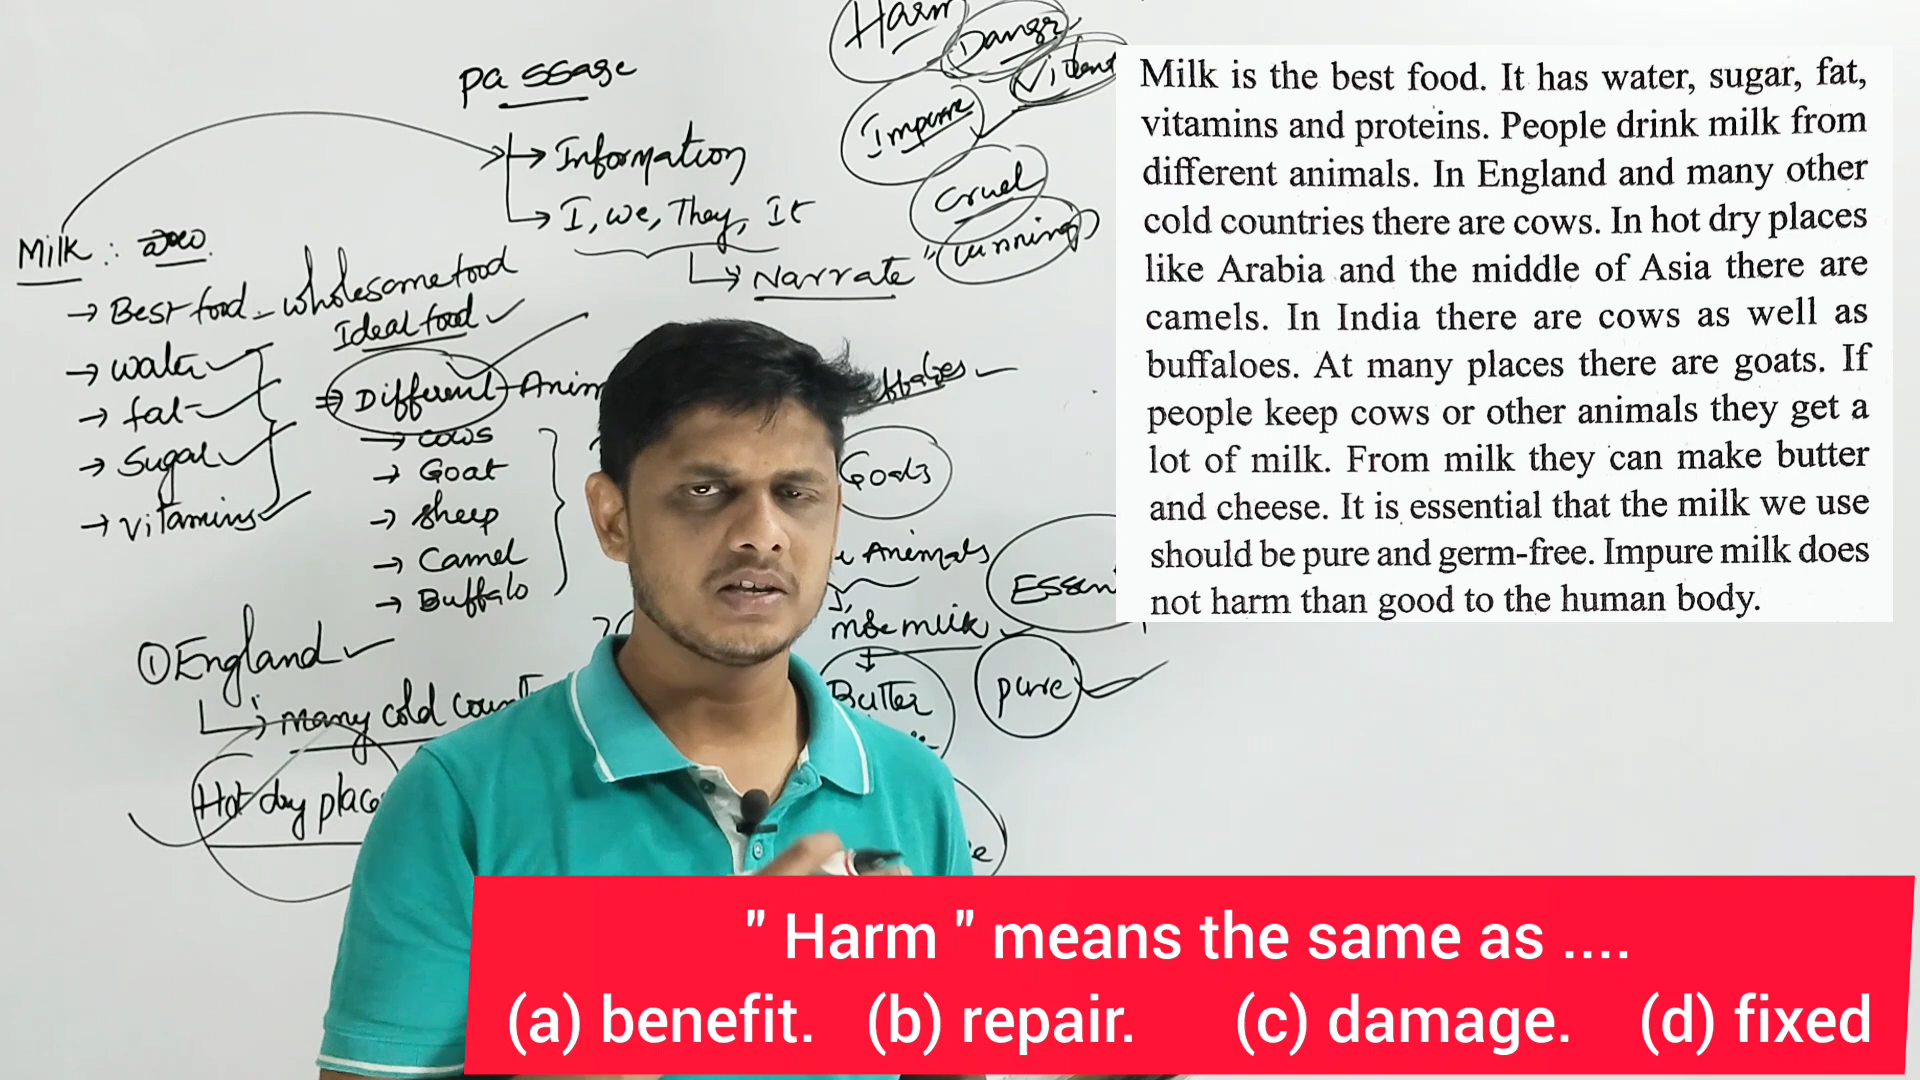 Passage
→ Information
→ I, We, They, It
→ Narrate
Harm
Danger
Impure
Cruel
"Cunning"
Milk :
→ Best food - wholesome food
Ideal food
→ water
→ fat
→ Sugar
→ vitamins
⇒ Different
→ cows
→ Goat
→ sheep
→ Camel
→ Buffalo
Goats
Animals
milk
Butter
pure
① England
many cold
Hot dry place
Milk is the best food. It has water, sugar, fat,
vitamins and proteins. People drink milk from
different animals. In England and many other
cold countries there are cows. In hot dry places
like Arabia and the middle of Asia there are
camels. In India there are cows as well as
buffaloes. At many places there are goats. If
people keep cows or other animals they get a
lot of milk. From milk they can make butter
and cheese. It is essential that the milk we use
should be pure and germ-free. Impure milk does
not harm than good to the human body.
" Harm " means the same as ....
(a) benefit. (b) repair. (c) damage. (d) fixed